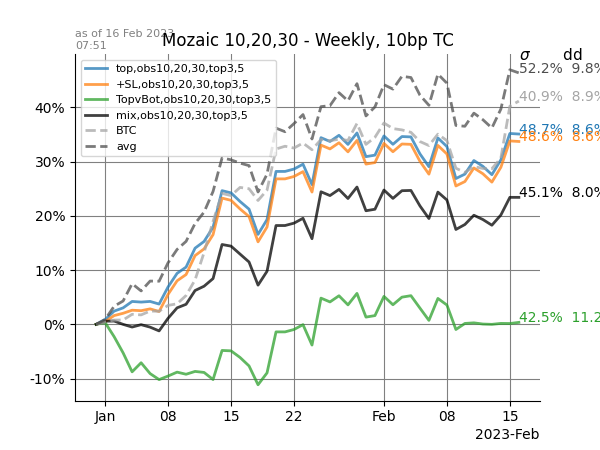 as of 16 Feb 2023
07:51
Mozaic 10,20,30 - Weekly, 10bp TC
σ dd
top,obs10,20,30,top3,5
+SL,obs10,20,30,top3,5
TopvBot,obs10,20,30,top3,5
mix,obs10,20,30,top3,5
BTC
avg
52.2% 9.8%
40.9% 8.9%
48.7% 8.6%
48.6% 8.6%
45.1% 8.0%
42.5% 11.2
40%
30%
20%
10%
0%
-10%
Jan 08 15 22 Feb 08 15
2023-Feb